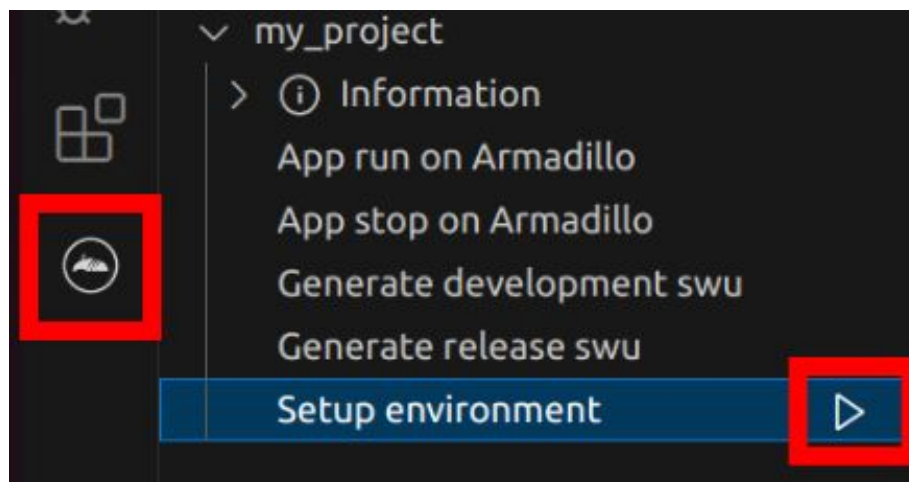 my_project
Information
App run on Armadillo
App stop on Armadillo
Generate development swu
Generate release swu
Setup environment